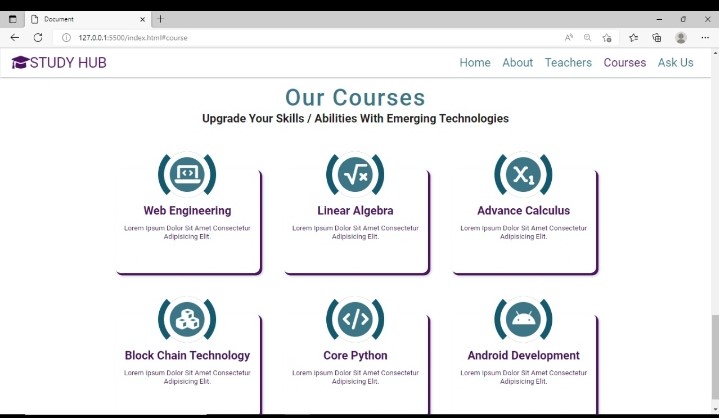 Document
127.0.0.1:5500/index.html#course
STUDY HUB
Home About Teachers Courses Ask Us
Our Courses
Upgrade Your Skills / Abilities With Emerging Technologies
Web Engineering
Lorem Ipsum Dolor Sit Amet Consectetur
Adipisicing Elit.
√x
Linear Algebra
Lorem Ipsum Dolor Sit Amet Consectetur
Adipisicing Elit.
X₁
Advance Calculus
Lorem Ipsum Dolor Sit Amet Consectetur
Adipisicing Elit.
Block Chain Technology
Lorem Ipsum Dolor Sit Amet Consectetur
Adipisicing Elit.
</>
Core Python
Lorem Ipsum Dolor Sit Amet Consectetur
Adipisicing Elit.
Android Development
Lorem Ipsum Dolor Sit Amet Consectetur
Adipisicing Elit.